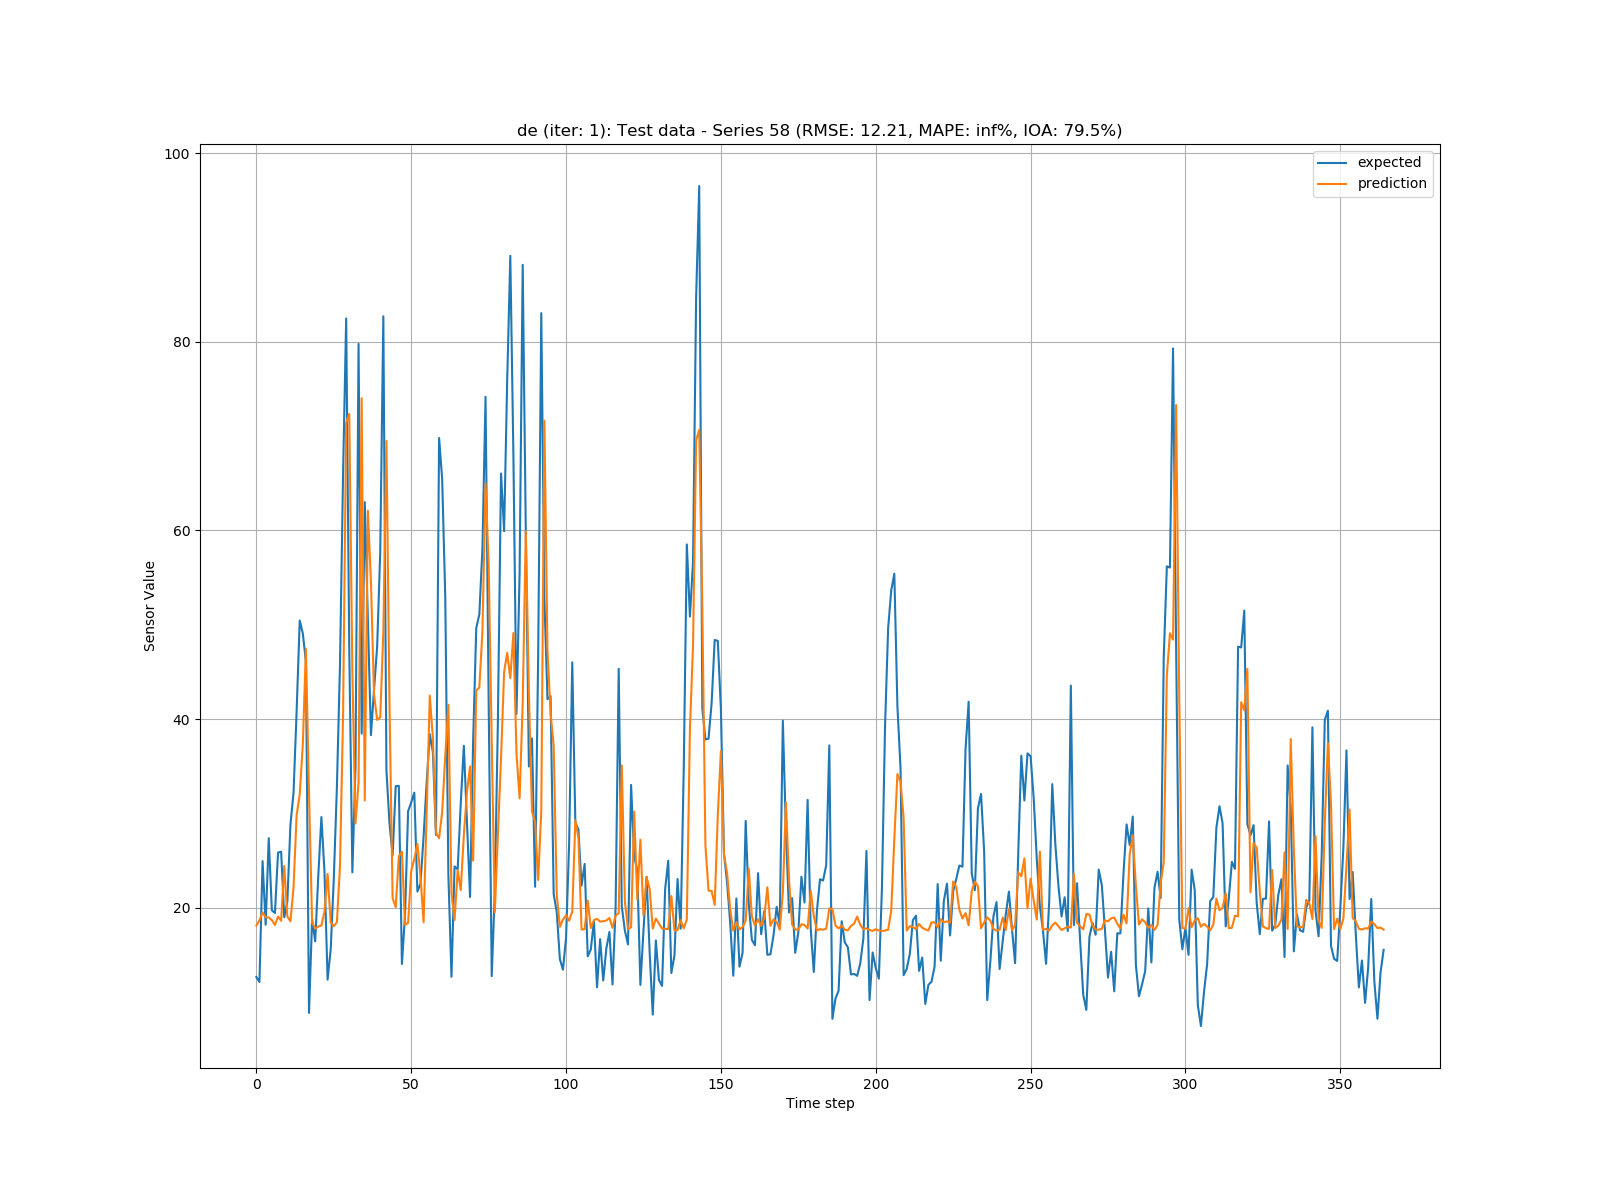 de (iter: 1): Test data - Series 58 (RMSE: 12.21, MAPE: inf%, IOA: 79.5%)
expected
prediction
100
80
60
40
20
Sensor Value
0 50 100 150 200 250 300 350
Time step